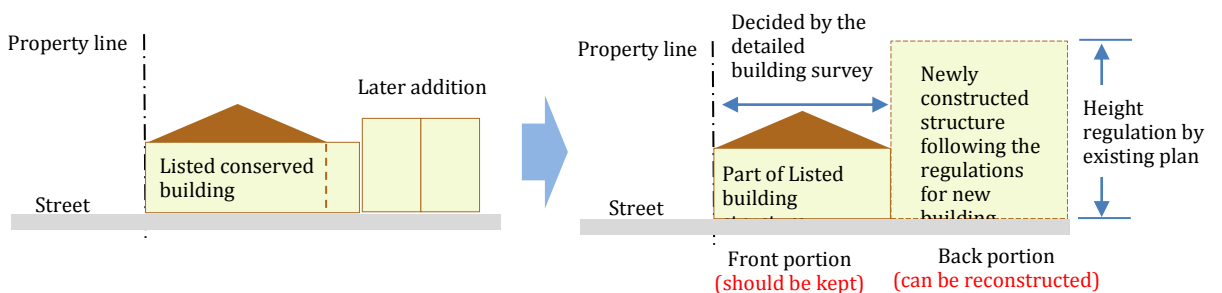 Property line
Later addition
Listed conserved
building
Street
Property line
Decided by the
detailed
building survey
Newly
constructed
structure
following the
regulations
for new
building
Height
regulation by
existing plan
Part of Listed
building
structure
Street
Front portion
(should be kept)
Back portion
(can be reconstructed)